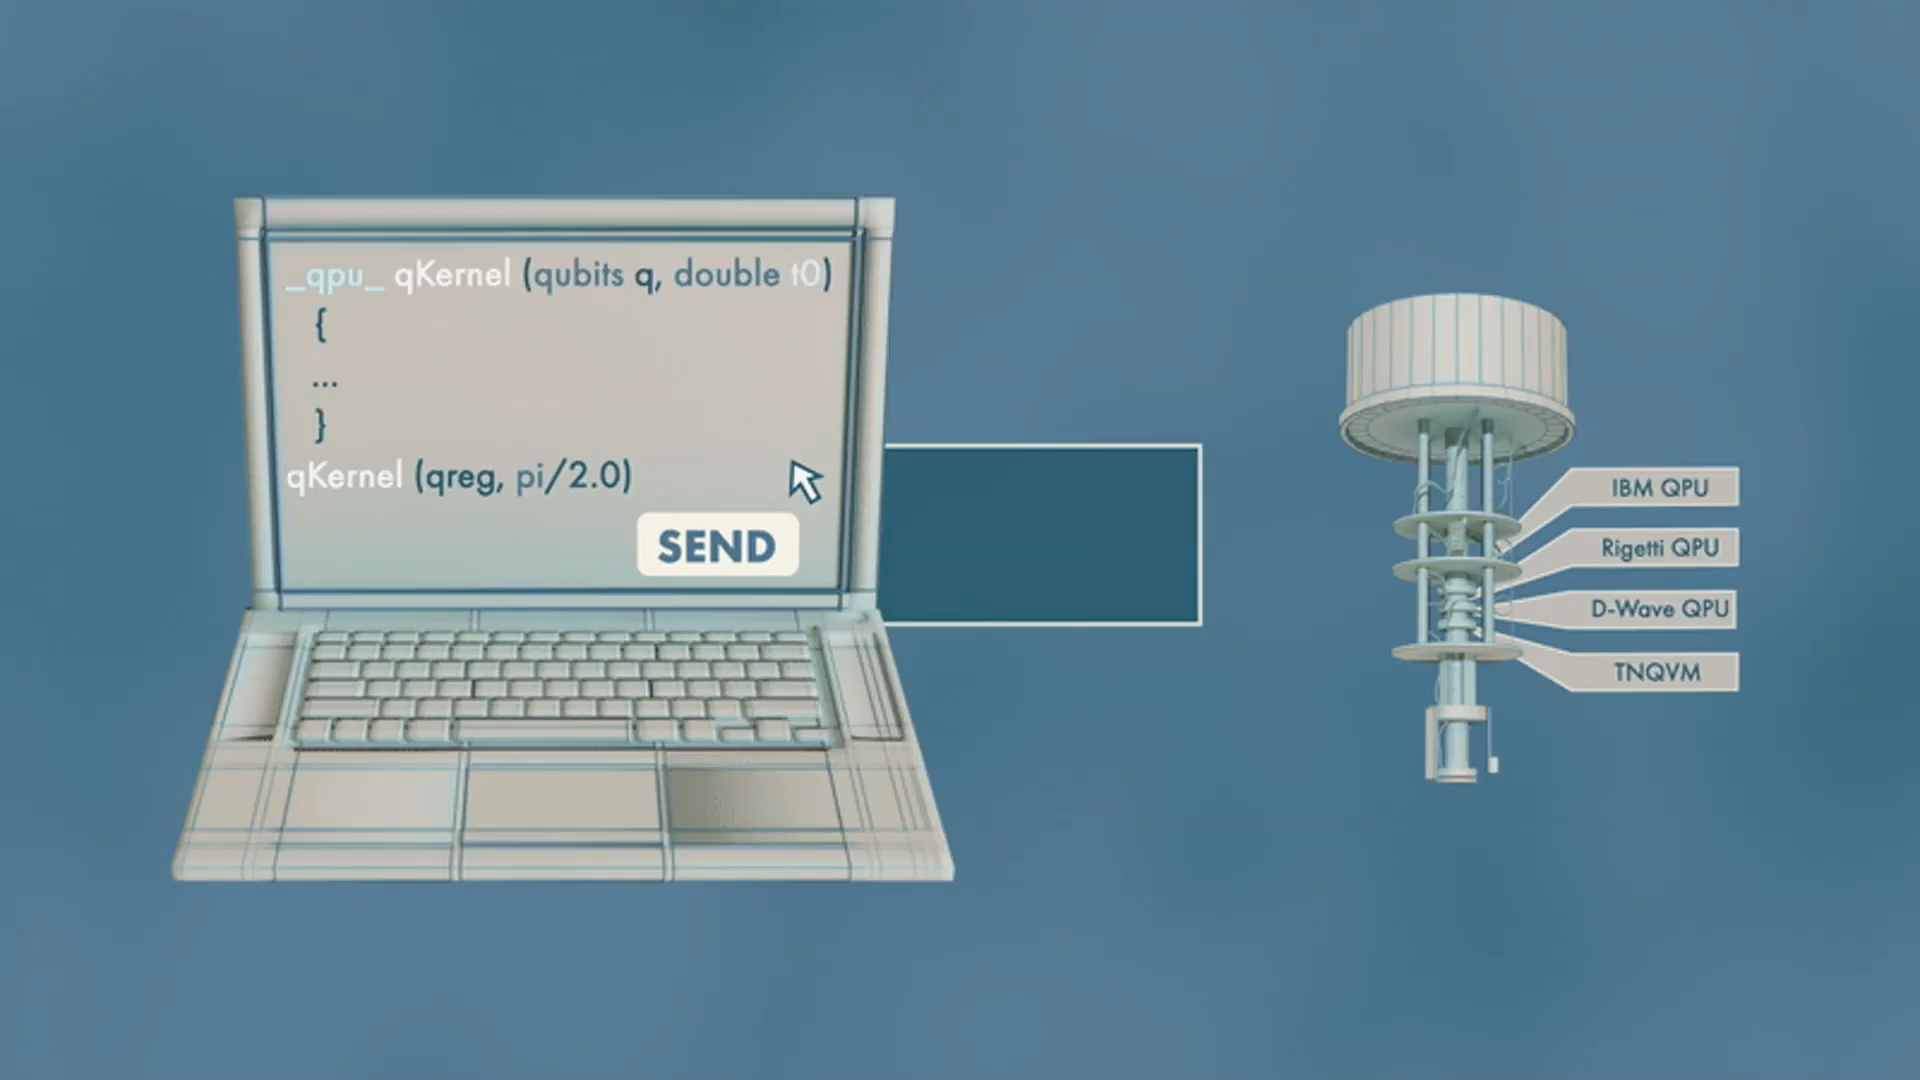 _qpu_ qKernel (qubits q, double t0)
{
...
}
qKernel (qreg, pi/2.0)
SEND
IBM QPU
Rigetti QPU
D-Wave QPU
TNQVM